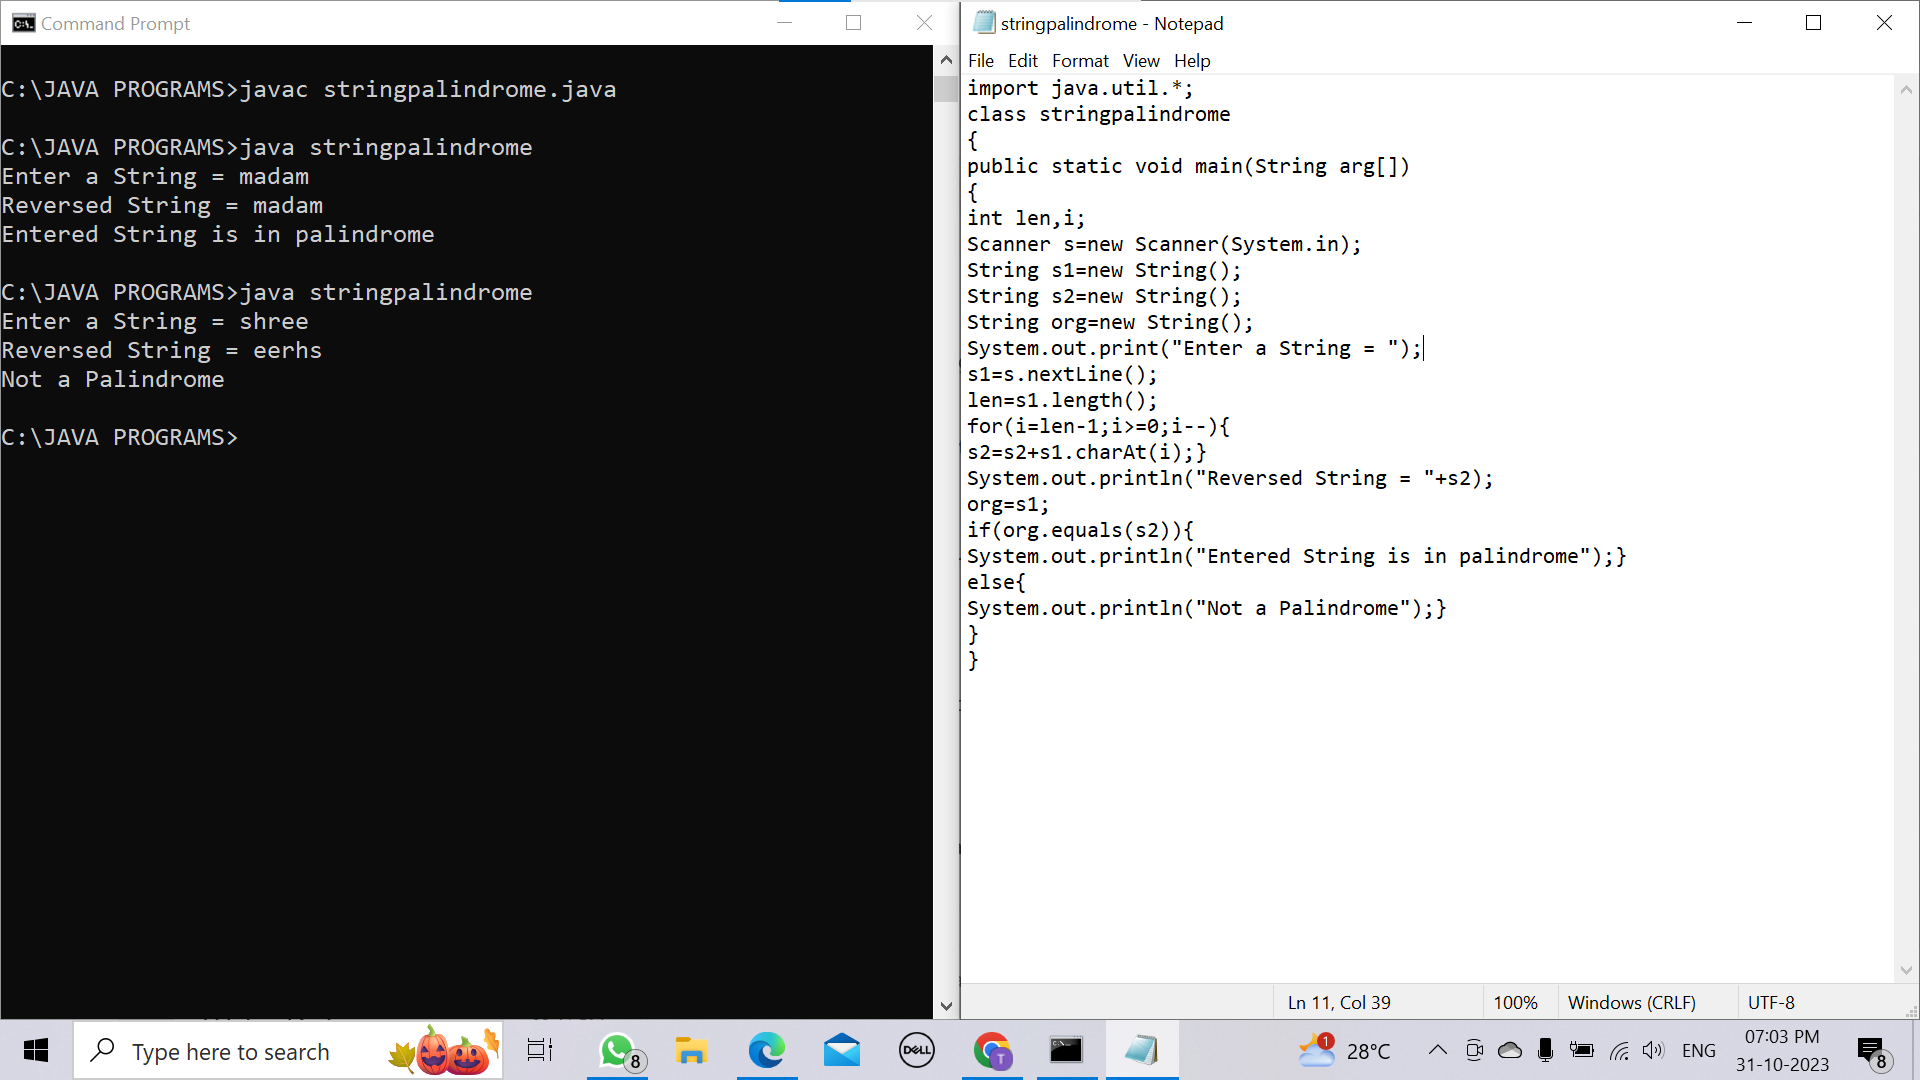 Command Prompt
C:\JAVA PROGRAMS>javac stringpalindrome.java
C:\JAVA PROGRAMS>java stringpalindrome
Enter a String = madam
Reversed String = madam
Entered String is in palindrome
C:\JAVA PROGRAMS>java stringpalindrome
Enter a String = shree
Reversed String = eerhs
Not a Palindrome
C:\JAVA PROGRAMS>
stringpalindrome - Notepad
File Edit Format View Help
import java.util.*;
class stringpalindrome
{
public static void main(String arg[])
{
int len,i;
Scanner s=new Scanner(System.in);
String s1=new String();
String s2=new String();
String org=new String();
System.out.print("Enter a String = ");
s1=s.nextLine();
len=s1.length();
for(i=len-1;i>=0;i--){
s2=s2+s1.charAt(i);}
System.out.println("Reversed String = "+s2);
org=s1;
if(org.equals(s2)){
System.out.println("Entered String is in palindrome");}
else{
System.out.println("Not a Palindrome");}
}
}
Ln 11, Col 39 100% Windows (CRLF) UTF-8
Type here to search
8
DELL
T
1
28°C
ENG
07:03 PM
31-10-2023
8